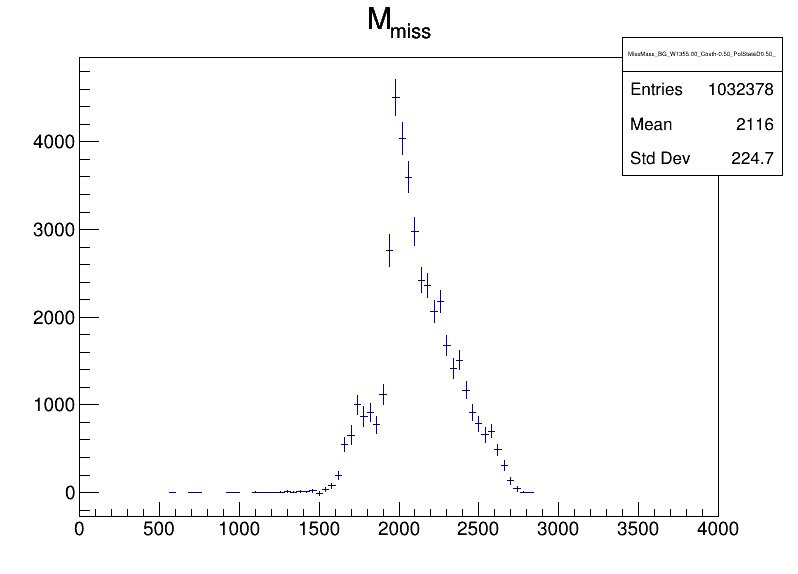 Mmiss
MissMass_BG_W1355.00_Costh-0.50_PolStateD0.50_
Entries 1032378
Mean 2116
Std Dev 224.7
4000
3000
2000
1000
0
0 500 1000 1500 2000 2500 3000 3500 4000